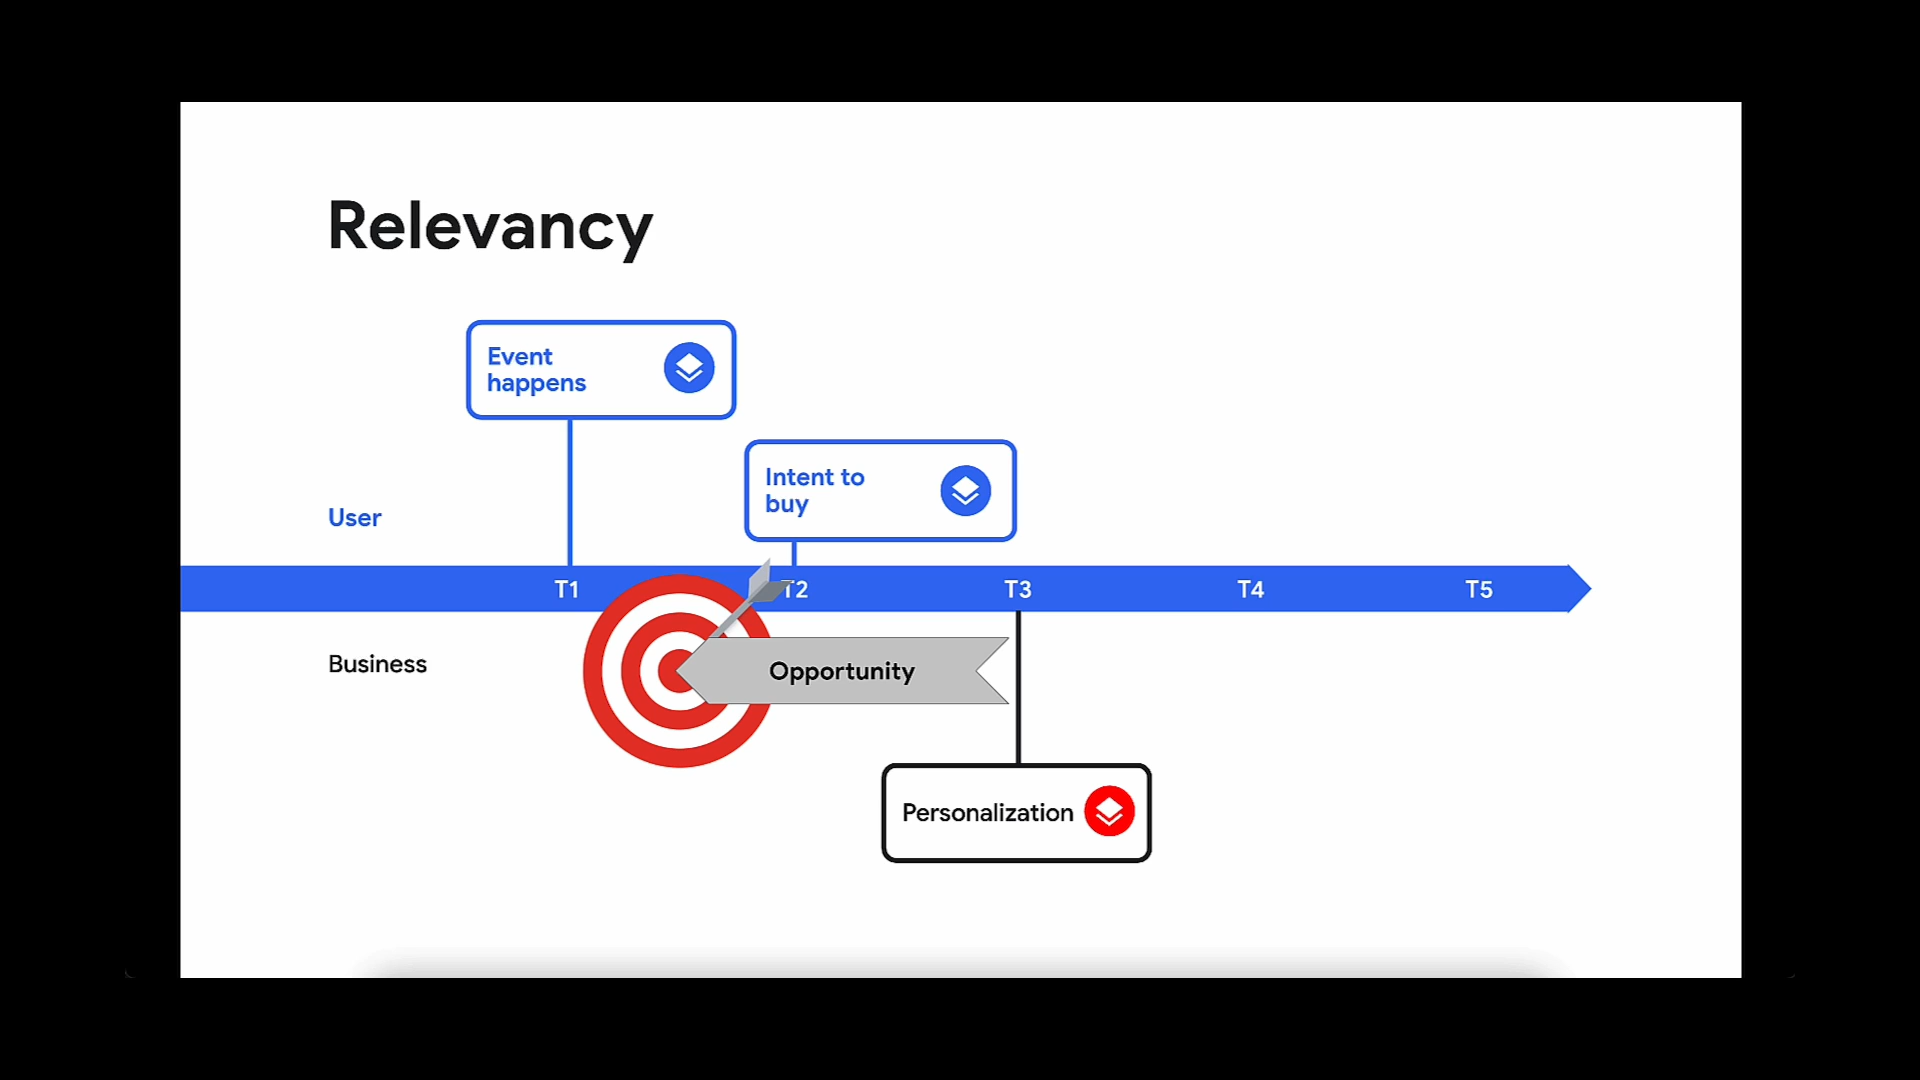 Relevancy
Event
happens
Intent to
buy
User
T1
T2
T3
T4
T5
Business
Opportunity
Personalization